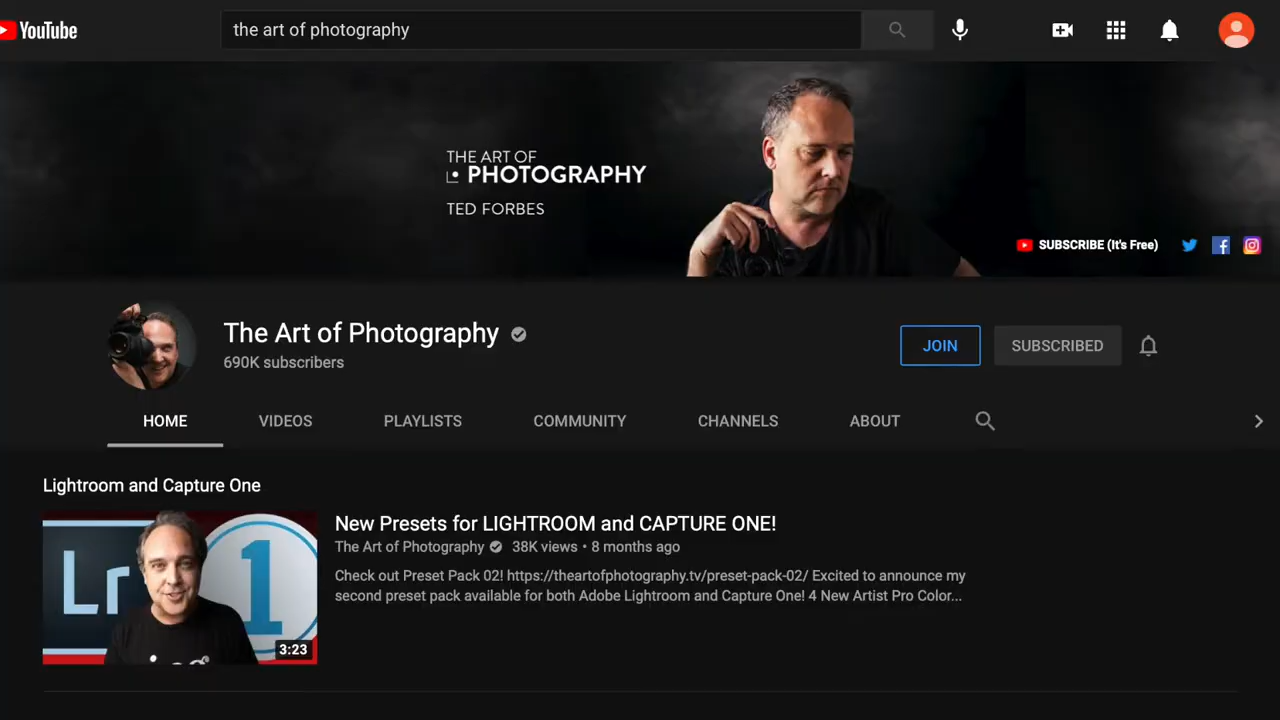 YouTube
the art of photography
THE ART OF
PHOTOGRAPHY
TED FORBES
SUBSCRIBE (It's Free)
The Art of Photography
690K subscribers
JOIN
SUBSCRIBED
HOME
VIDEOS
PLAYLISTS
COMMUNITY
CHANNELS
ABOUT
Lightroom and Capture One
Lr
1
3:23
New Presets for LIGHTROOM and CAPTURE ONE!
The Art of Photography 38K views • 8 months ago
Check out Preset Pack 02! https://theartofphotography.tv/preset-pack-02/ Excited to announce my
second preset pack available for both Adobe Lightroom and Capture One! 4 New Artist Pro Color...